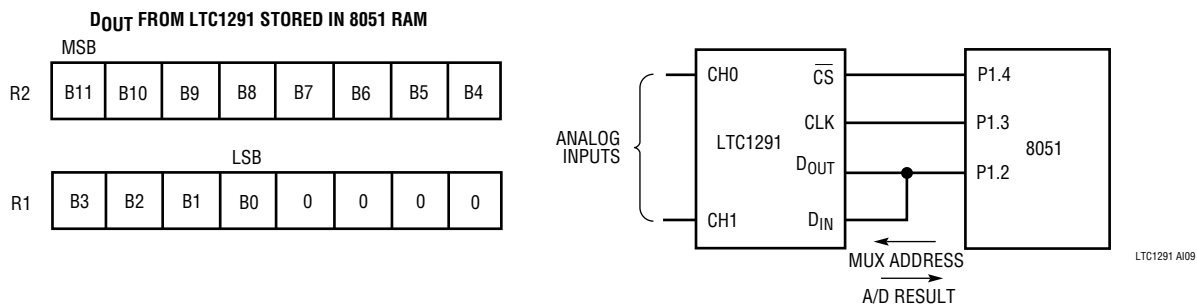 DOUT FROM LTC1291 STORED IN 8051 RAM
MSB
R2 B11 B10 B9 B8 B7 B6 B5 B4
LSB
R1 B3 B2 B1 B0 0 0 0 0
ANALOG
INPUTS
CH0
CH1
LTC1291
CS
CLK
DOUT
DIN
P1.4
P1.3
P1.2
8051
MUX ADDRESS
A/D RESULT
LTC1291 AI09